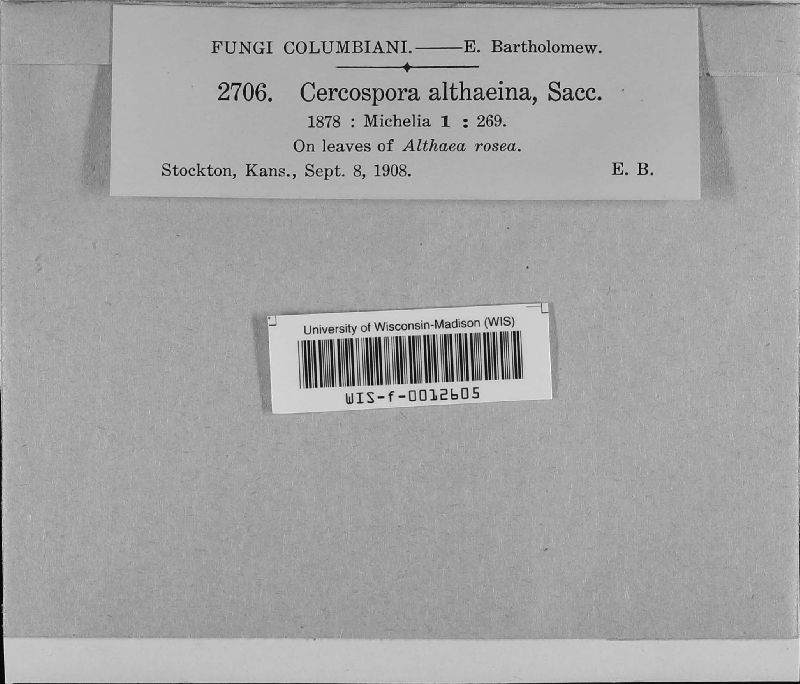 FUNGI COLUMBIANI.——E. Bartholomew.
2706. Cercospora althaeina, Sacc.
1878 : Michelia 1 : 269.
On leaves of Althaea rosea.
Stockton, Kans., Sept. 8, 1908. E. B.
University of Wisconsin-Madison (WIS)
WIS-f-0012605